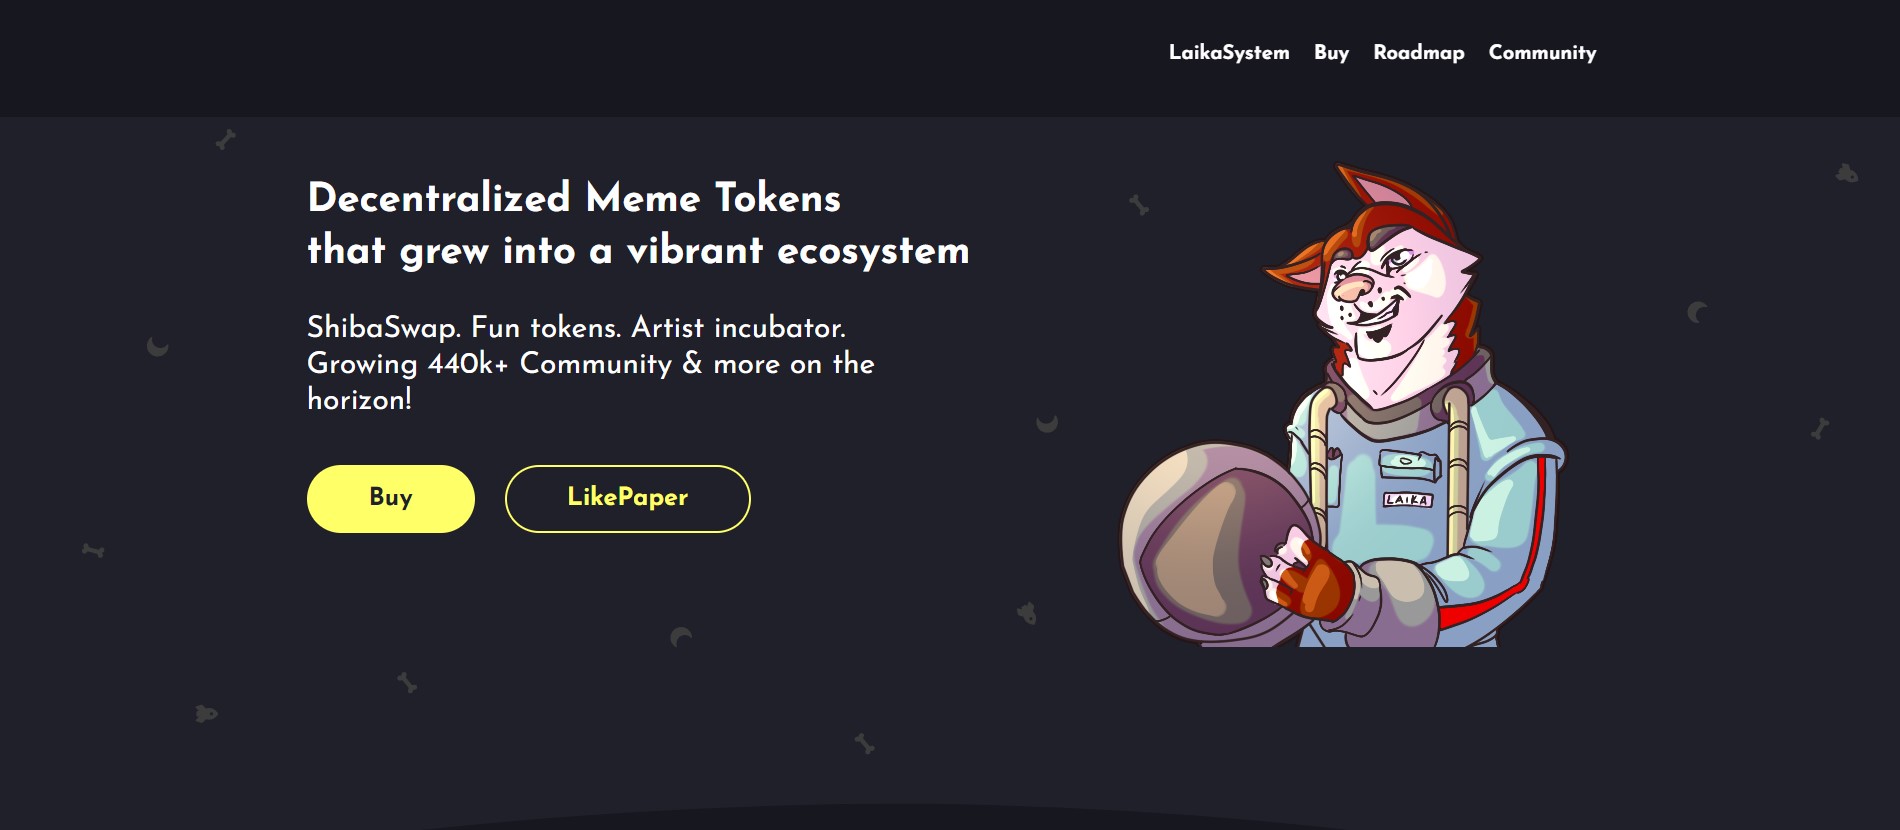 LaikaSystem Buy Roadmap Community
Decentralized Meme Tokens
that grew into a vibrant ecosystem
ShibaSwap. Fun tokens. Artist incubator.
Growing 440k+ Community & more on the
horizon!
Buy LikePaper
LAIKA